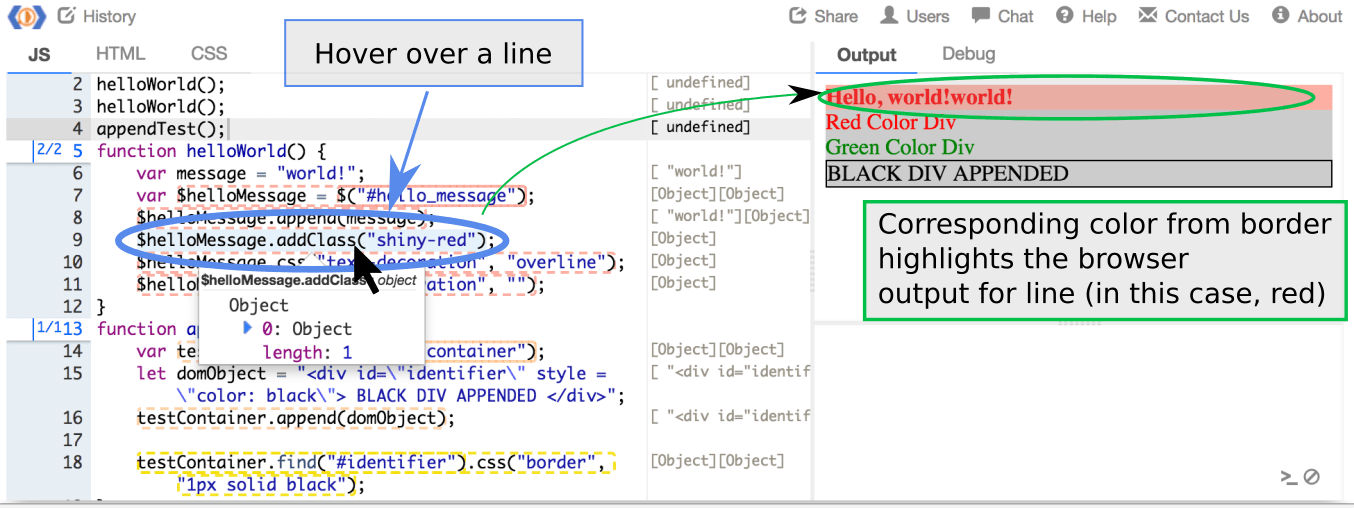 History
Share Users Chat Help Contact Us About
JS HTML CSS
Hover over a line
Output Debug
2 helloWorld(); [ undefined]
3 helloWorld(); [ undefined]
4 appendTest(); [ undefined]
2/2 5 function helloWorld() {
6 var message = "world!"; [ "world!"]
7 var $helloMessage = $("#hello_message"); [Object][Object]
8 $helloMessage.append(message); [ "world!"][Object]
9 $helloMessage.addClass("shiny-red"); [Object]
10 $helloMessage.css("text-decoration", "overline"); [Object]
11 $hello ation", ""); [Object]
12 }
$helloMessage.addClass object
Object
0: Object
length: 1
1/1 13 function a
14 var te container"); [Object][Object]
15 let domObject = "<div id=\"identifier\" style = [ "<div id="identif
\"color: black\"> BLACK DIV APPENDED </div>";
16 testContainer.append(domObject); [ "<div id="identif
17
18 testContainer.find("#identifier").css("border", [Object][Object]
"1px solid black");
Hello, world!world!
Red Color Div
Green Color Div
BLACK DIV APPENDED
Corresponding color from border
highlights the browser
output for line (in this case, red)